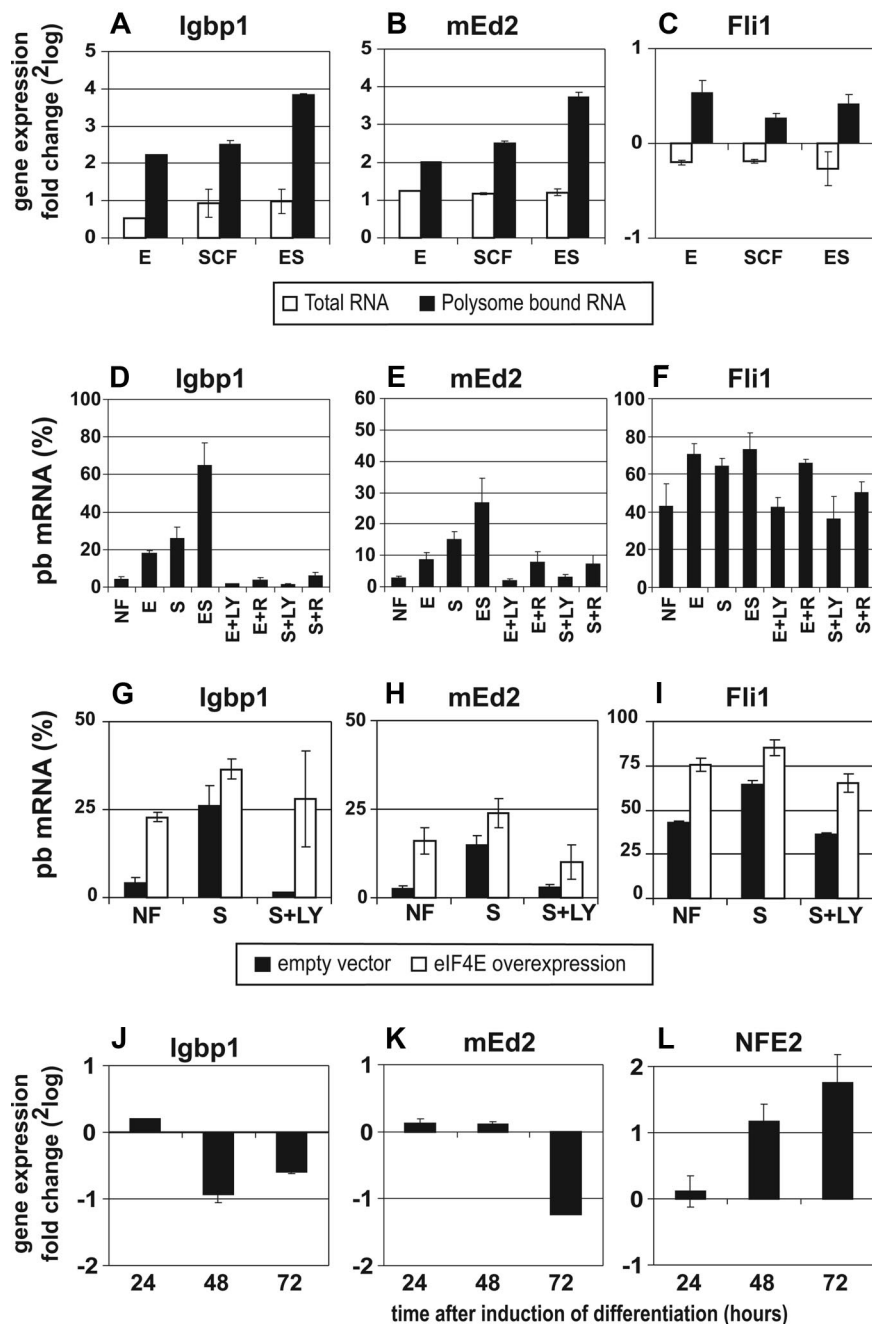 A Igbp1
B mEd2
C Fli1
gene expression
fold change (²log)
5
4
3
2
1
0
E SCF ES
5
4
3
2
1
0
E SCF ES
1
0
-1
E SCF ES
Total RNA Polysome bound RNA
D Igbp1
E mEd2
F Fli1
pb mRNA (%)
100
80
60
40
20
0
NF E S ES E+LY E+R S+LY S+R
60
50
40
30
20
10
0
NF E S ES E+LY E+R S+LY S+R
100
80
60
40
20
0
NF E S ES E+LY E+R S+LY S+R
G Igbp1
H mEd2
I Fli1
pb mRNA (%)
50
25
0
NF S S+LY
50
25
0
NF S S+LY
100
75
50
25
0
NF S S+LY
empty vector eIF4E overexpression
J Igbp1
K mEd2
L NFE2
gene expression
fold change (²log)
1
0
-1
-2
24 48 72
1
0
-1
-2
24 48 72
2
1
0
-1
24 48 72
time after induction of differentiation (hours)